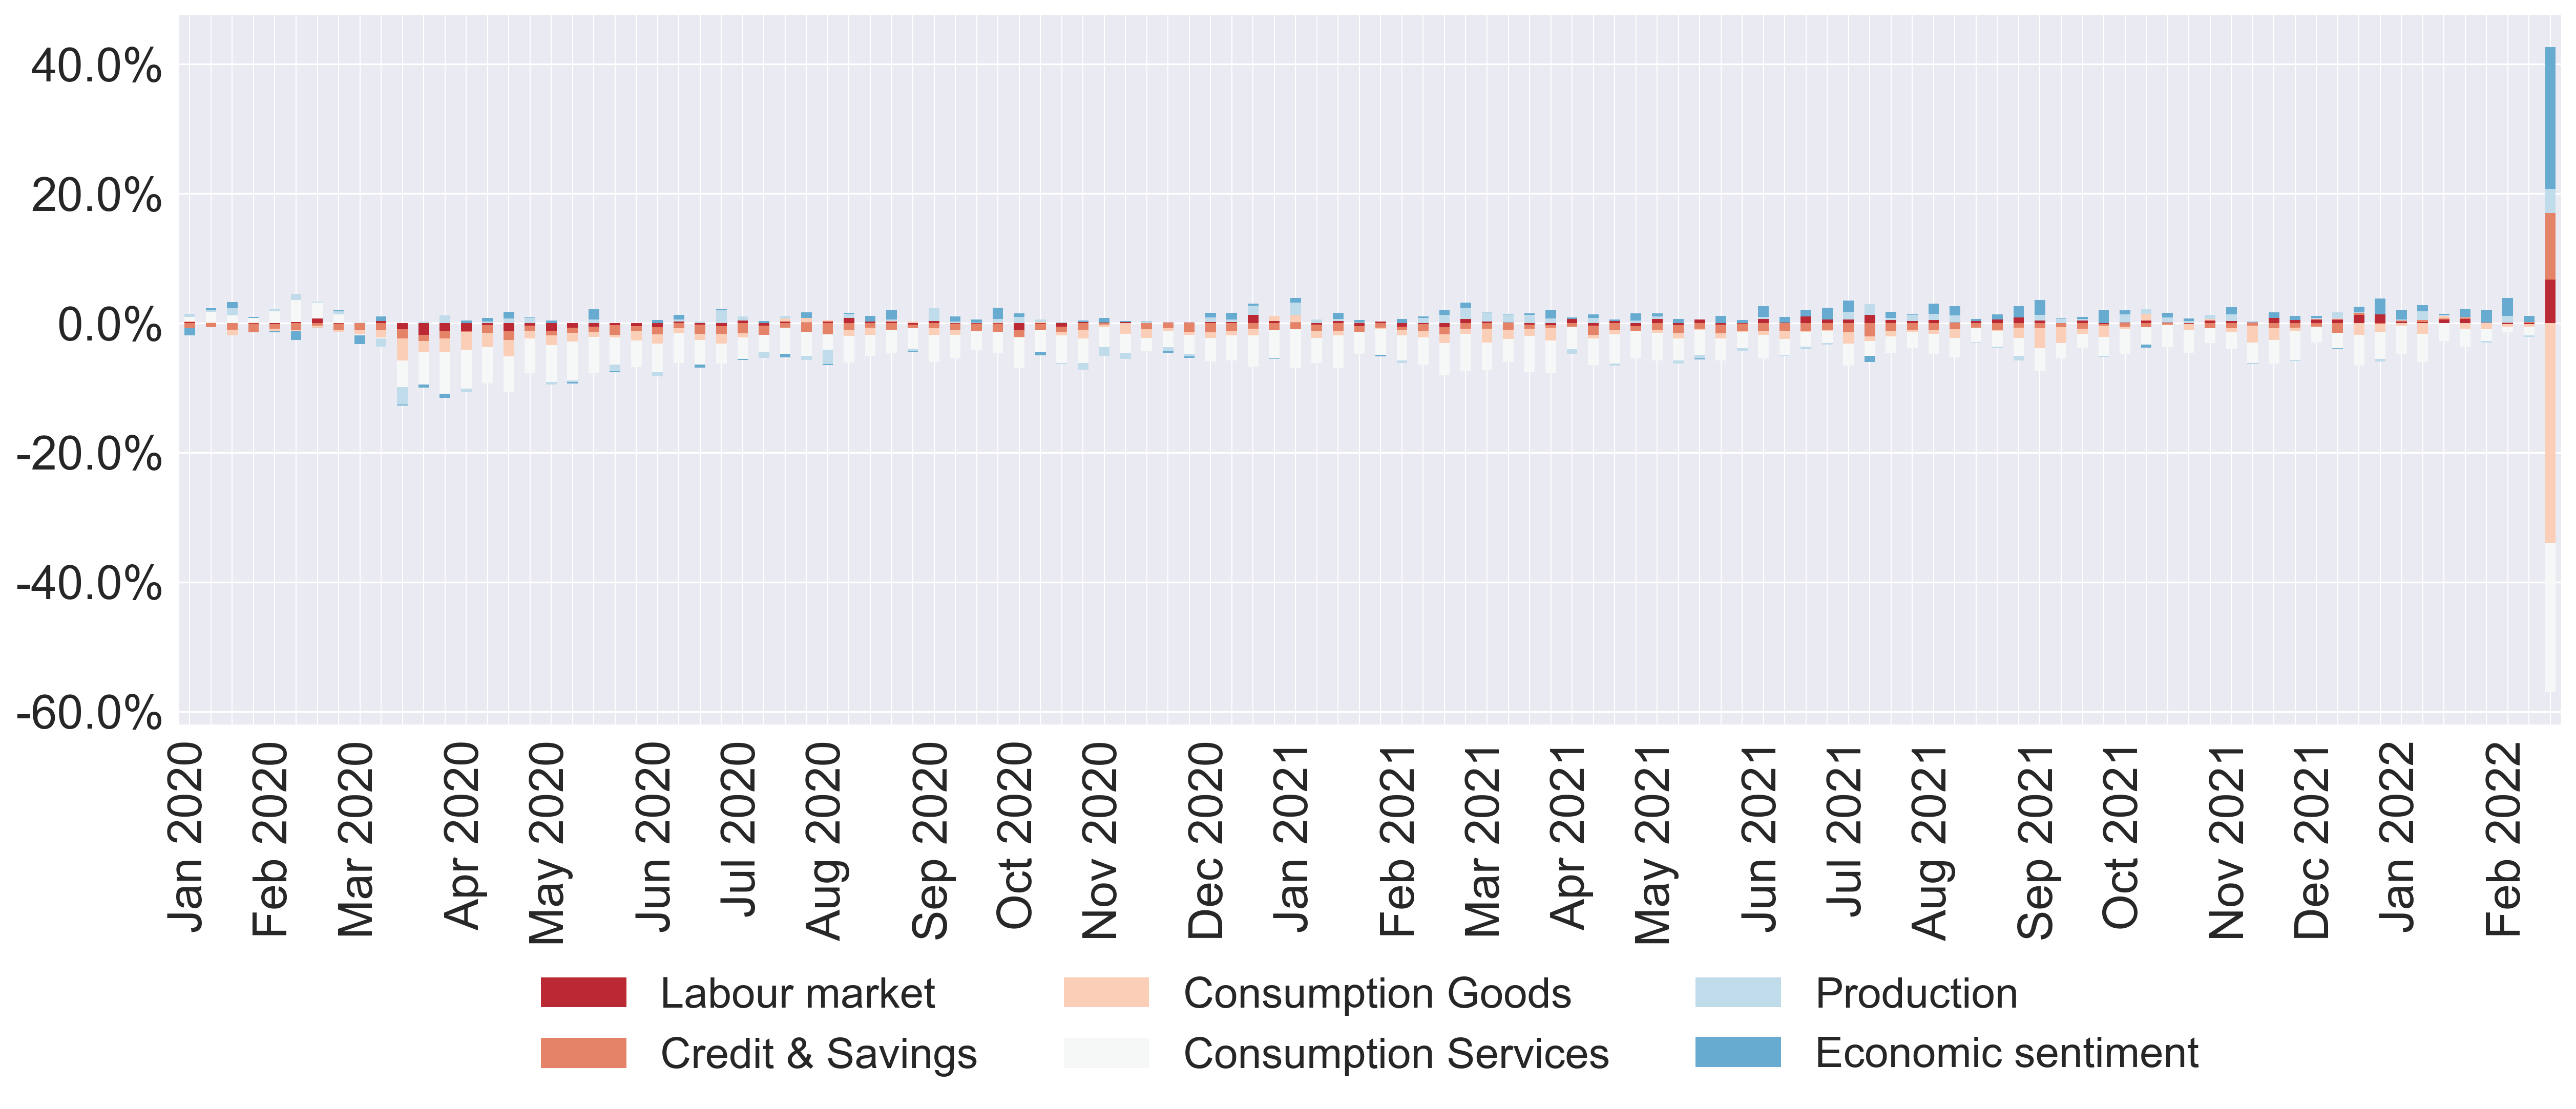 40.0%
20.0%
0.0%
-20.0%
-40.0%
-60.0%
Jan 2020
Feb 2020
Mar 2020
Apr 2020
May 2020
Jun 2020
Jul 2020
Aug 2020
Sep 2020
Oct 2020
Nov 2020
Dec 2020
Jan 2021
Feb 2021
Mar 2021
Apr 2021
May 2021
Jun 2021
Jul 2021
Aug 2021
Sep 2021
Oct 2021
Nov 2021
Dec 2021
Jan 2022
Feb 2022
Labour market
Consumption Goods
Production
Credit & Savings
Consumption Services
Economic sentiment